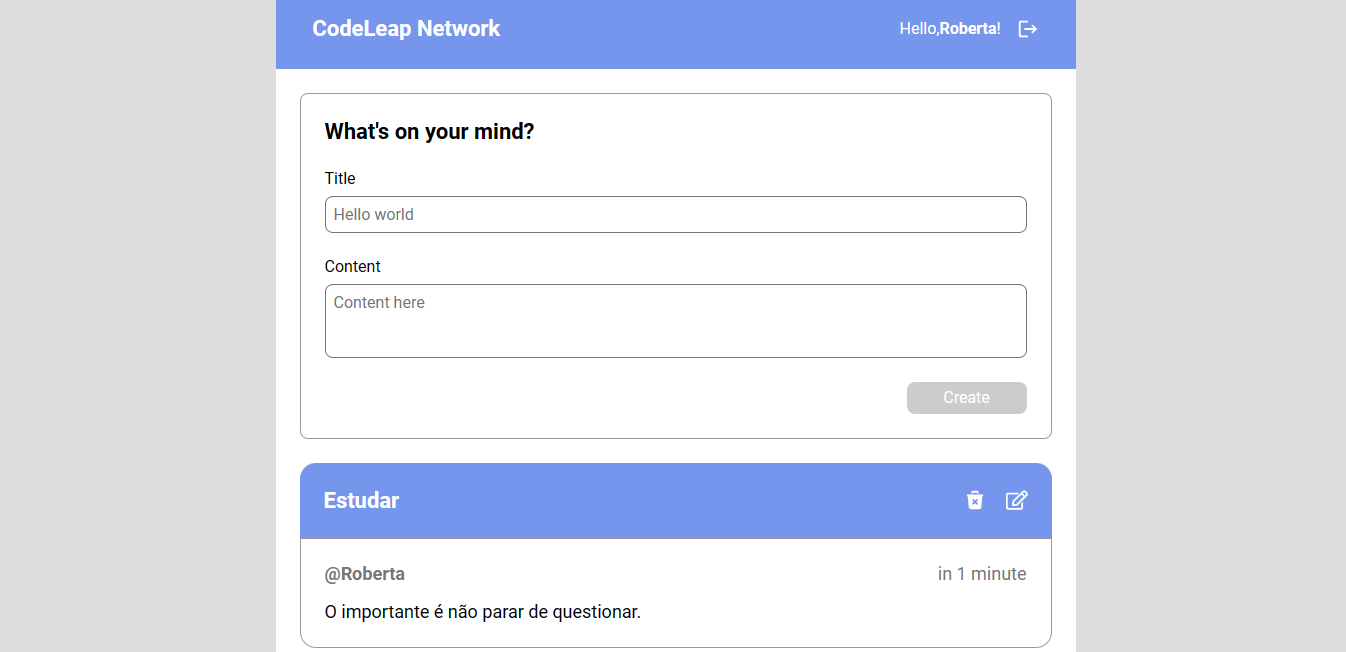 CodeLeap Network
Hello,Roberta!
What's on your mind?
Title
Hello world
Content
Content here
Create
Estudar
@Roberta
in 1 minute
O importante é não parar de questionar.